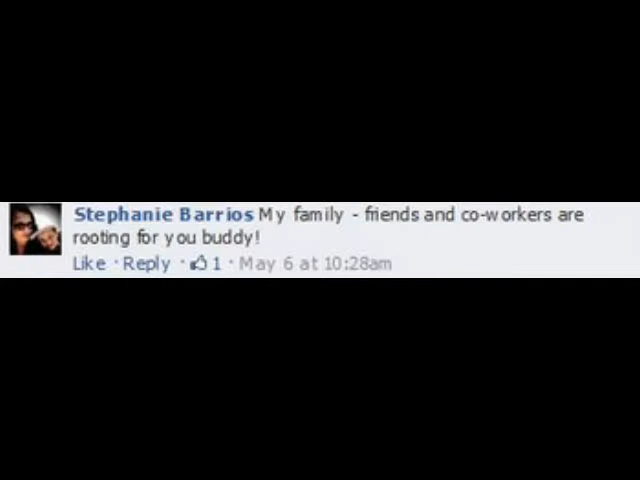 Stephanie Barrios My family - friends and co-workers are
rooting for you buddy!
Like · Reply · 1 · May 6 at 10:28am